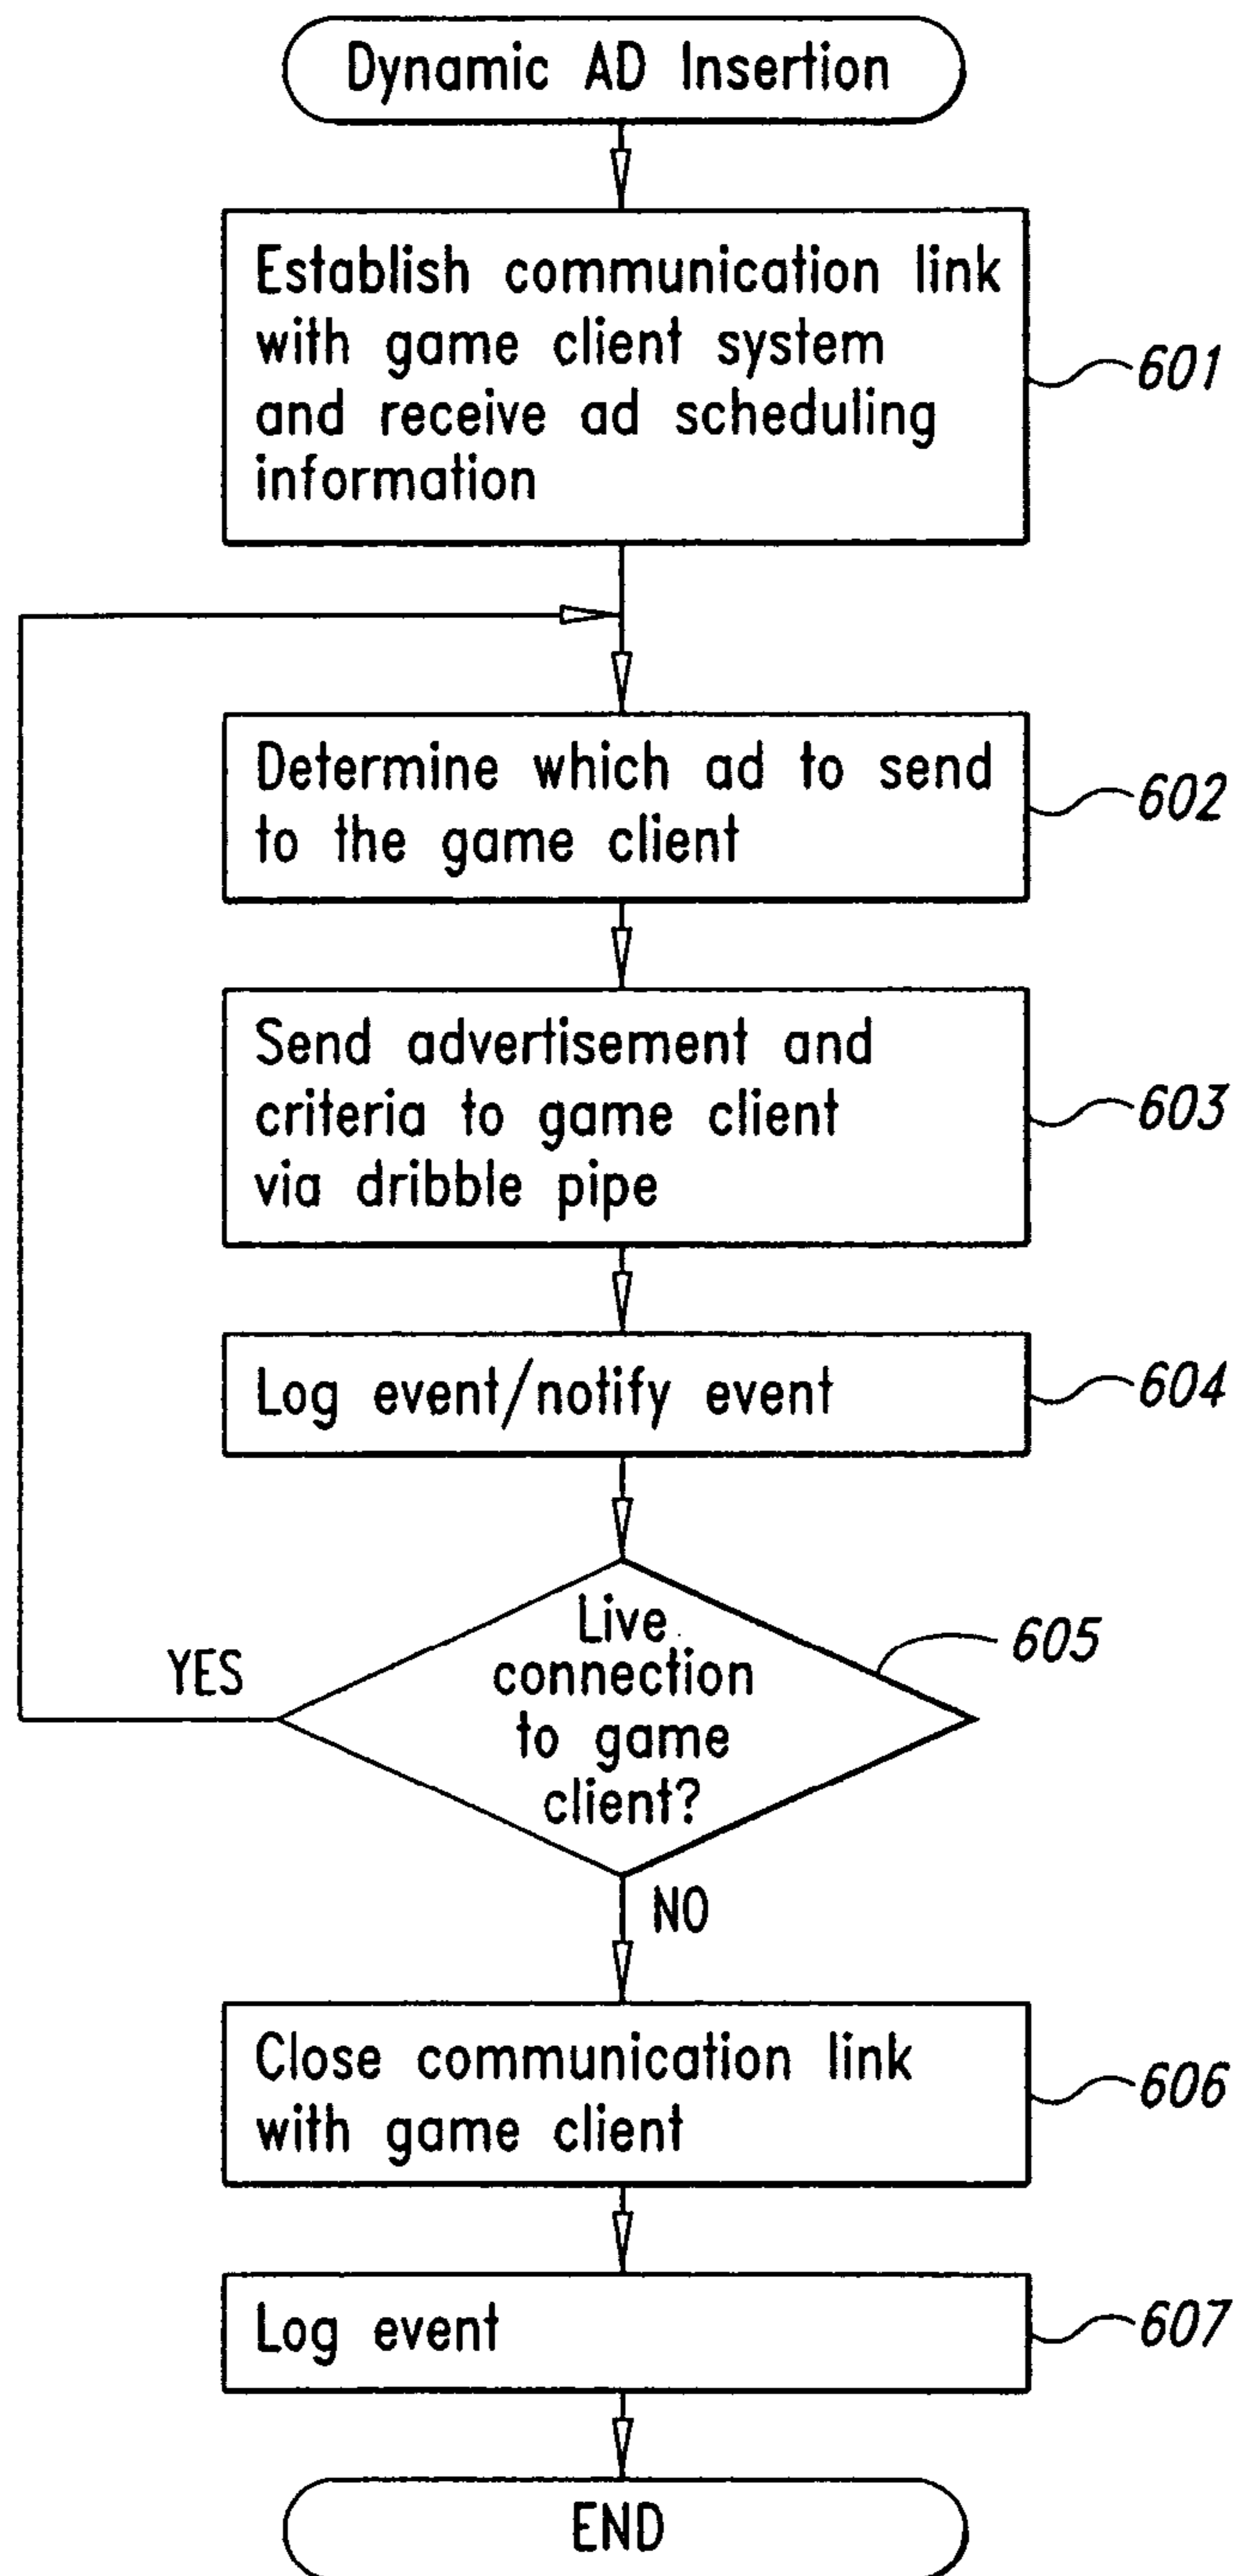 Dynamic AD Insertion
Establish communication link
with game client system
and receive ad scheduling
information
601
Determine which ad to send
to the game client
602
Send advertisement and
criteria to game client
via dribble pipe
603
Log event/notify event
604
Live
connection
to game
client?
605
YES
NO
Close communication link
with game client
606
Log event
607
END